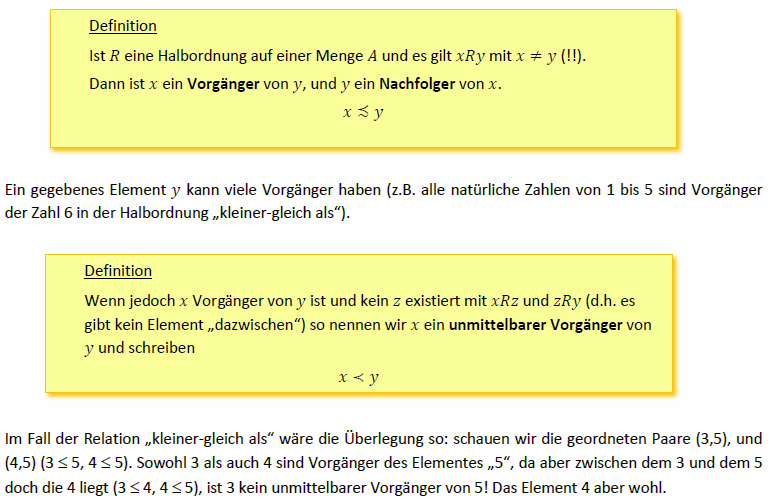 Definition
Ist R eine Halbordnung auf einer Menge A und es gilt xRy mit x ≠ y (!!).
Dann ist x ein Vorgänger von y, und y ein Nachfolger von x.
x ≾ y
Ein gegebenes Element y kann viele Vorgänger haben (z.B. alle natürliche Zahlen von 1 bis 5 sind Vorgänger
der Zahl 6 in der Halbordnung „kleiner-gleich als“).
Definition
Wenn jedoch x Vorgänger von y ist und kein z existiert mit xRz und zRy (d.h. es
gibt kein Element „dazwischen“) so nennen wir x ein unmittelbarer Vorgänger von
y und schreiben
x ≺ y
Im Fall der Relation „kleiner-gleich als“ wäre die Überlegung so: schauen wir die geordneten Paare (3,5), und
(4,5) (3 ≤ 5, 4 ≤ 5). Sowohl 3 als auch 4 sind Vorgänger des Elementes „5“, da aber zwischen dem 3 und dem 5
doch die 4 liegt (3 ≤ 4, 4 ≤ 5), ist 3 kein unmittelbarer Vorgänger von 5! Das Element 4 aber wohl.